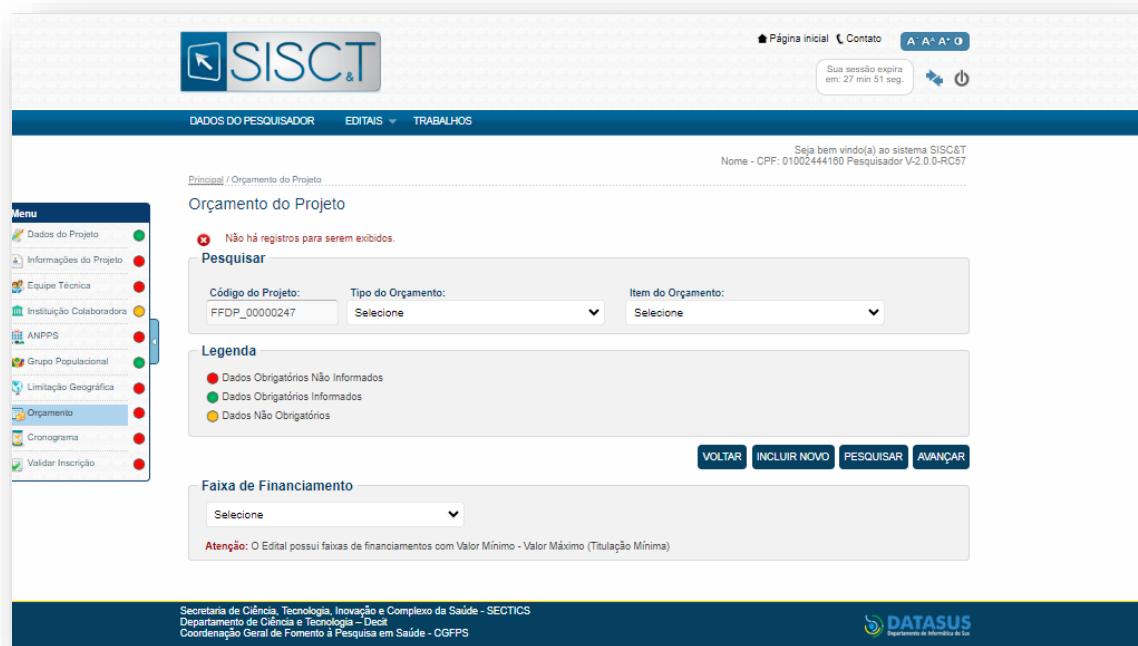 SISC&T
Página inicial Contato A- A^ A+
Sua sessão expira
em: 27 min 51 seg.
DADOS DO PESQUISADOR EDITAIS TRABALHOS
Seja bem vindo(a) ao sistema SISC&T
Nome - CPF: 01002444160 Pesquisador V-2.0.0-RC57
Principal / Orçamento do Projeto
Orçamento do Projeto
Não há registros para serem exibidos.
Menu
Dados do Projeto
Informações do Projeto
Equipe Técnica
Instituição Colaboradora
ANPPS
Grupo Populacional
Limitação Geográfica
Orçamento
Cronograma
Validar Inscrição
Pesquisar
Código do Projeto: Tipo do Orçamento: Item do Orçamento:
FFDP_00000247 Selecione Selecione
Legenda
Dados Obrigatórios Não Informados
Dados Obrigatórios Informados
Dados Não Obrigatórios
VOLTAR INCLUIR NOVO PESQUISAR AVANÇAR
Faixa de Financiamento
Selecione
Atenção: O Edital possui faixas de financiamentos com Valor Mínimo - Valor Máximo (Titulação Mínima)
Secretaria de Ciência, Tecnologia, Inovação e Complexo da Saúde - SECTICS
Departamento de Ciência e Tecnologia – Decit
Coordenação Geral de Fomento à Pesquisa em Saúde - CGFPS
DATASUS
Departamento de Informática do Sus